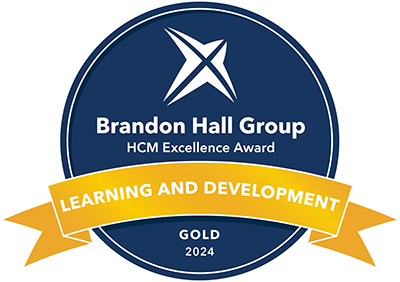 Brandon Hall Group
HCM Excellence Award
LEARNING AND DEVELOPMENT
GOLD
2024